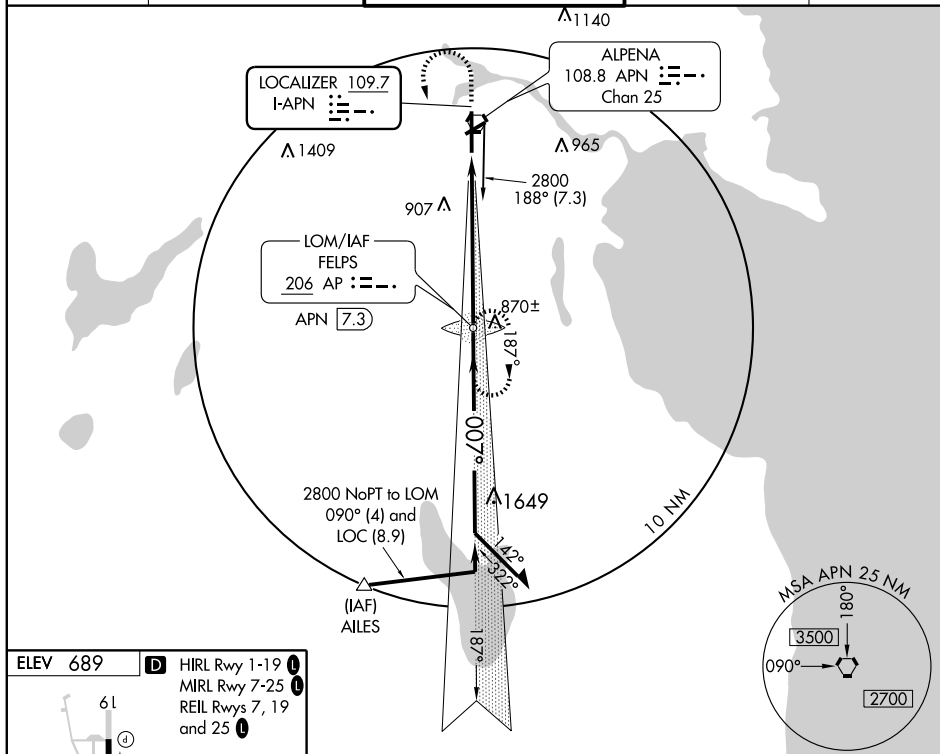 1140
LOCALIZER 109.7
I-APN
ALPENA
108.8 APN
Chan 25
1409
965
2800
188° (7.3)
907
LOM/IAF
FELPS
206 AP
APN 7.3
870±
187°
007°
2800 NoPT to LOM
090° (4) and
LOC (8.9)
1649
10 NM
142°
322°
(IAF)
AILES
187°
MSA APN 25 NM
180°
3500
090°
2700
ELEV 689
D HIRL Rwy 1-19 L
MIRL Rwy 7-25 L
REIL Rwys 7, 19
and 25 L
19
P